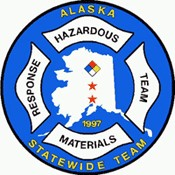 ALASKA
HAZARDOUS
RESPONSE
TEAM
1997
MATERIALS
STATEWIDE TEAM